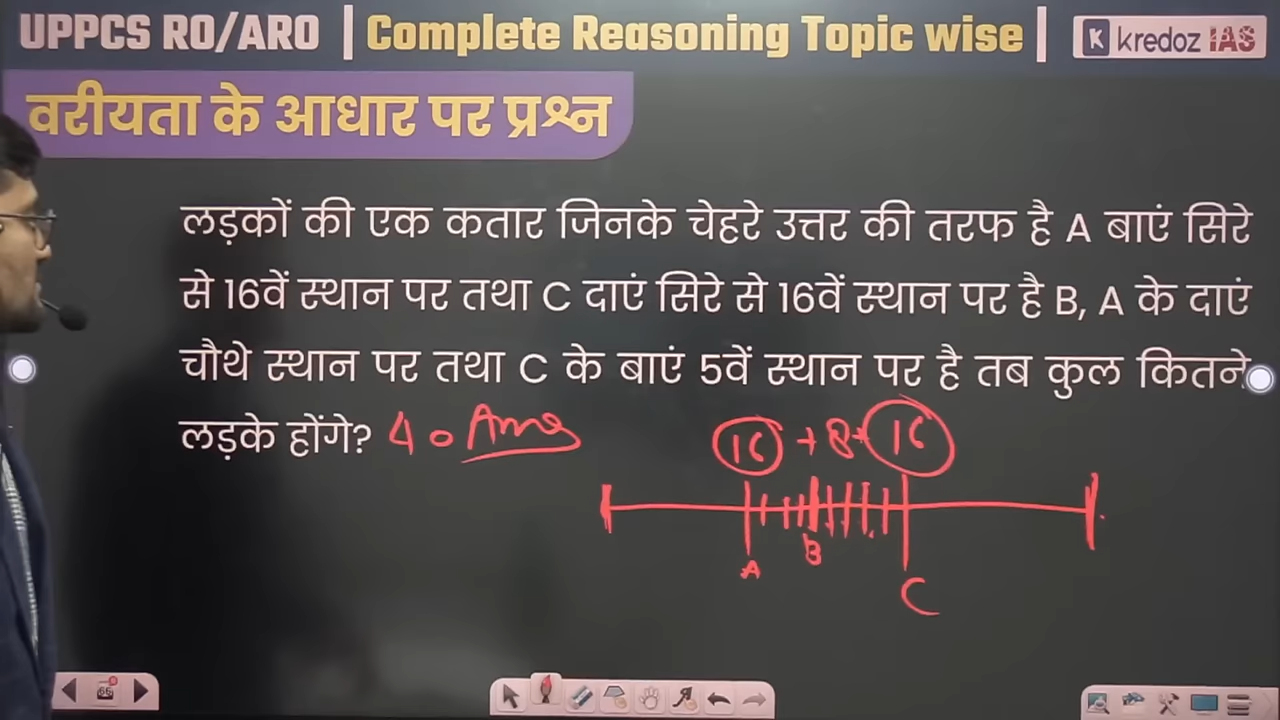 UPPCS RO/ARO | Complete Reasoning Topic wise | K kredoz IAS
वरीयता के आधार पर प्रश्न
लड़कों की एक कतार जिनके चेहरे उत्तर की तरफ है A बाएं सिरे
से 16वें स्थान पर तथा C दाएं सिरे से 16वें स्थान पर है B, A के दाएं
चौथे स्थान पर तथा C के बाएं 5वें स्थान पर है तब कुल कितने
लड़के होंगे? 40 Ans
16 + 8 + 16
A B C
65